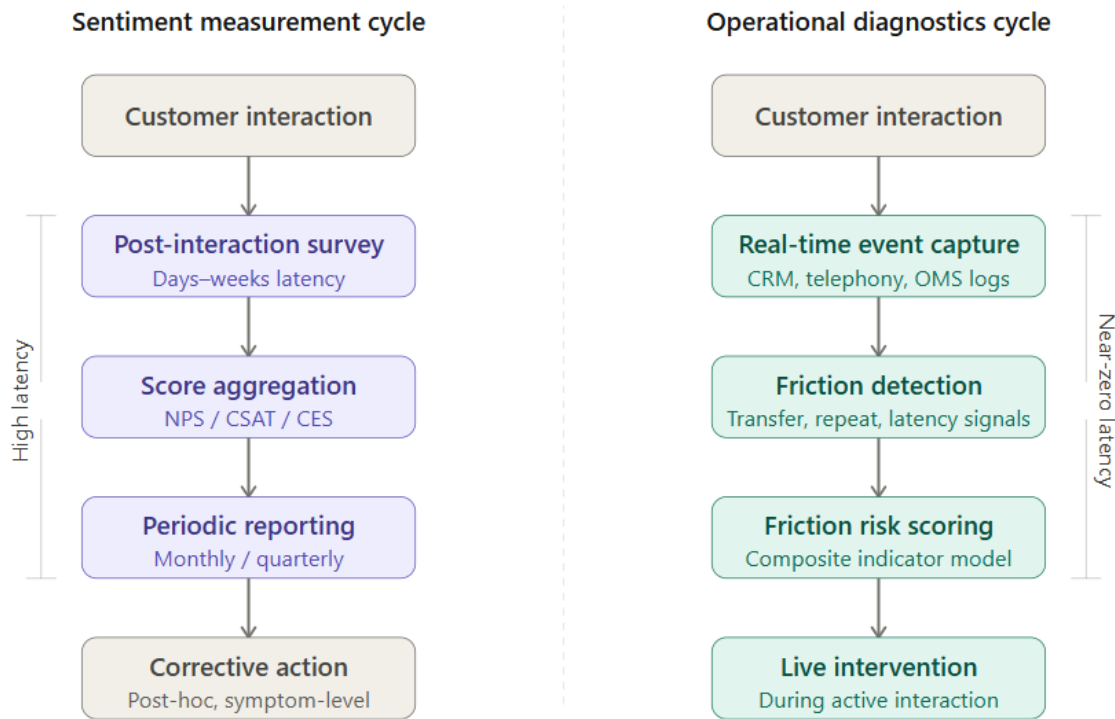 Sentiment measurement cycle
Customer interaction
Post-interaction survey
Days–weeks latency
Score aggregation
NPS / CSAT / CES
Periodic reporting
Monthly / quarterly
Corrective action
Post-hoc, symptom-level
High latency
Operational diagnostics cycle
Customer interaction
Real-time event capture
CRM, telephony, OMS logs
Friction detection
Transfer, repeat, latency signals
Friction risk scoring
Composite indicator model
Live intervention
During active interaction
Near-zero latency